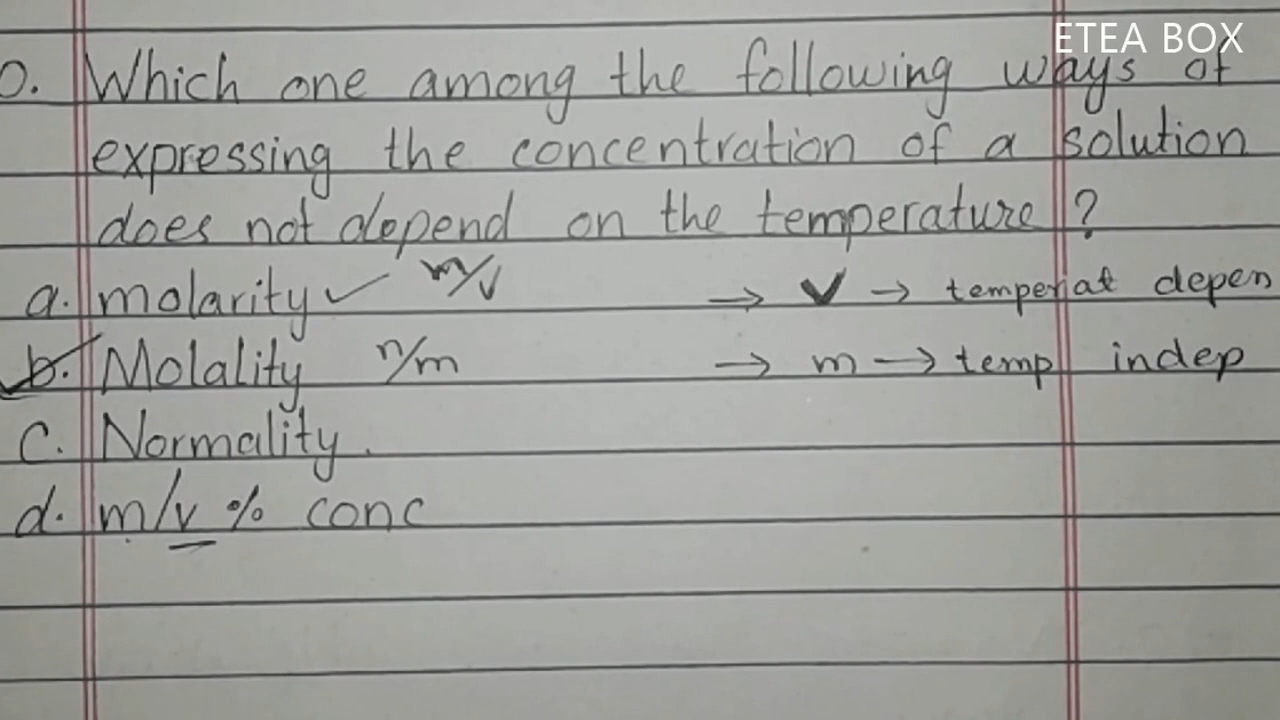 ETEA BOX
Q. Which one among the following ways of
expressing the concentration of a solution
does not depend on the temperature ?
a. molarity ✓ m/v → V → temperat depen
b. Molality n/m → m → temp indep
C. Normality.
d. m/v % conc